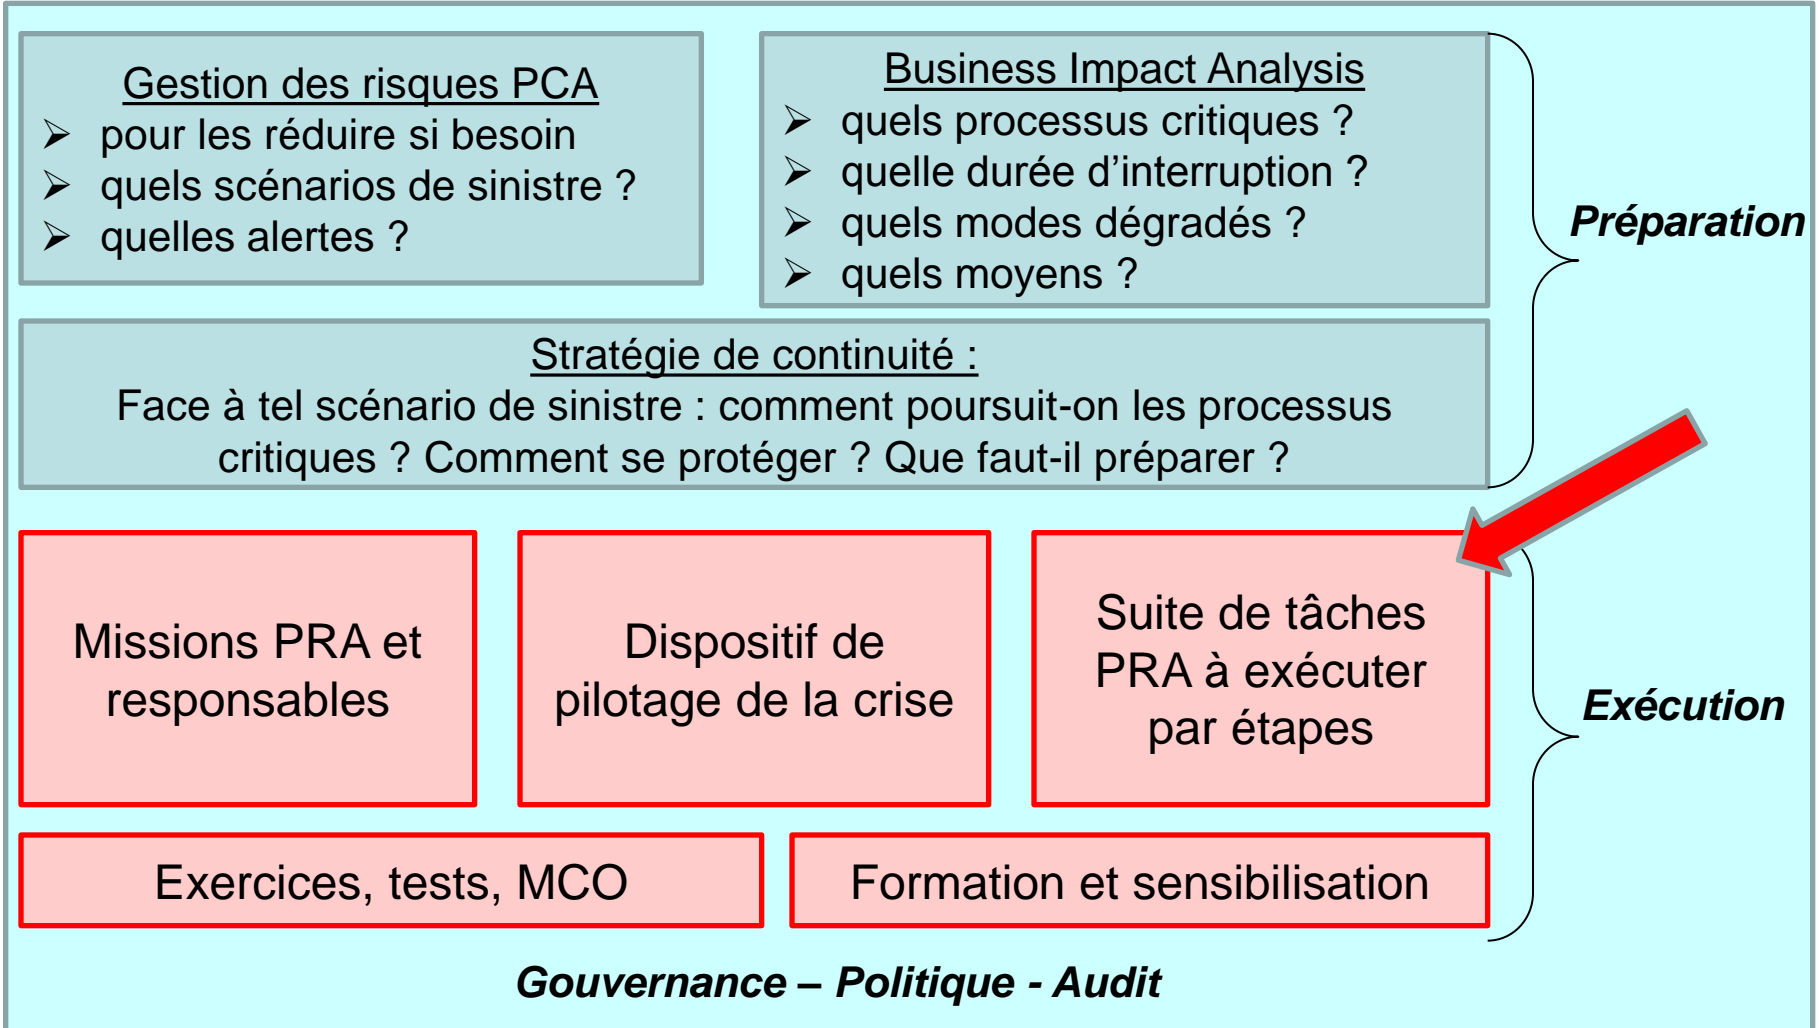 Gestion des risques PCA
➢ pour les réduire si besoin
➢ quels scénarios de sinistre ?
➢ quelles alertes ?
Business Impact Analysis
➢ quels processus critiques ?
➢ quelle durée d’interruption ?
➢ quels modes dégradés ?
➢ quels moyens ?
Préparation
Stratégie de continuité :
Face à tel scénario de sinistre : comment poursuit-on les processus
critiques ? Comment se protéger ? Que faut-il préparer ?
Missions PRA et
responsables
Dispositif de
pilotage de la crise
Suite de tâches
PRA à exécuter
par étapes
Exécution
Exercices, tests, MCO
Formation et sensibilisation
Gouvernance – Politique - Audit